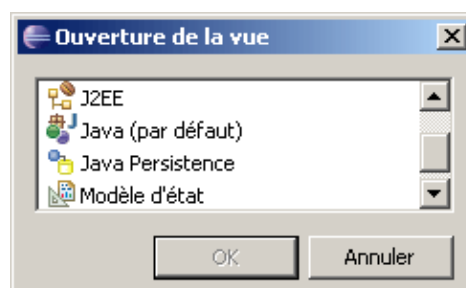 Ouverture de la vue
J2EE
Java (par défaut)
Java Persistence
Modèle d'état
OK
Annuler